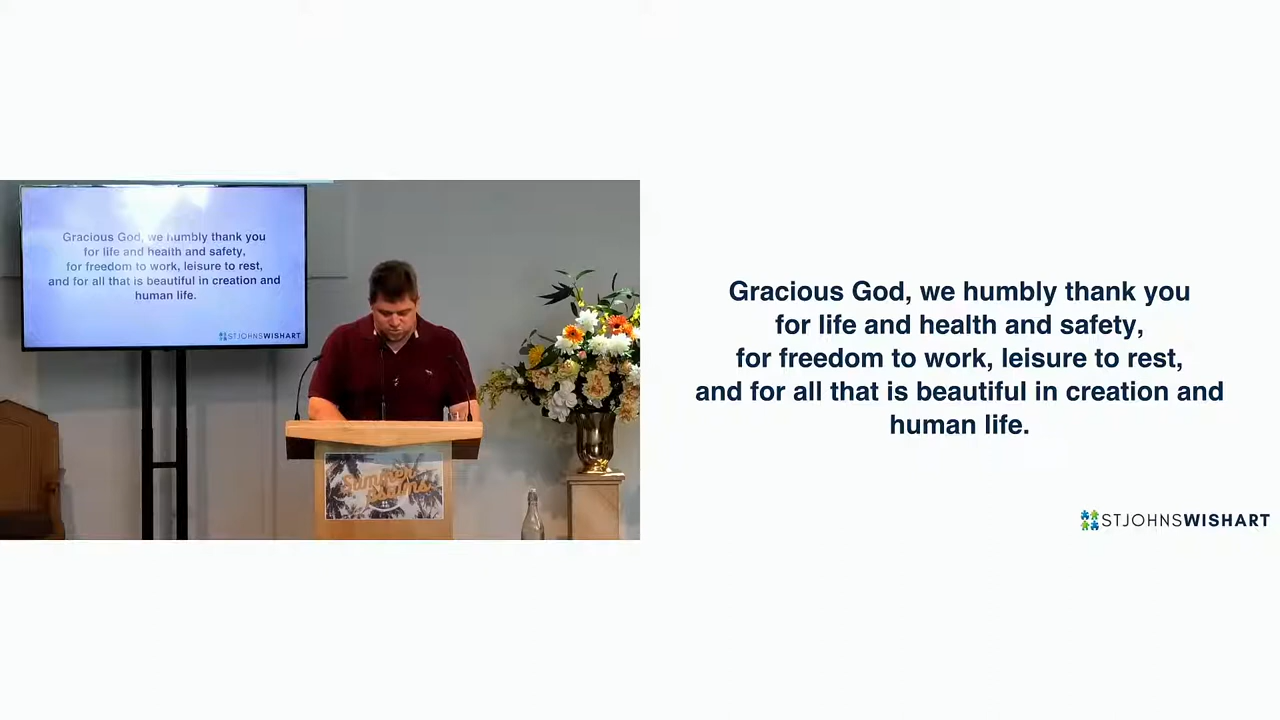 Gracious God, we humbly thank you
for life and health and safety,
for freedom to work, leisure to rest,
and for all that is beautiful in creation and
human life.
STJOHNSWISHART
Summer
Psalms
Gracious God, we humbly thank you
for life and health and safety,
for freedom to work, leisure to rest,
and for all that is beautiful in creation and
human life.
STJOHNSWISHART